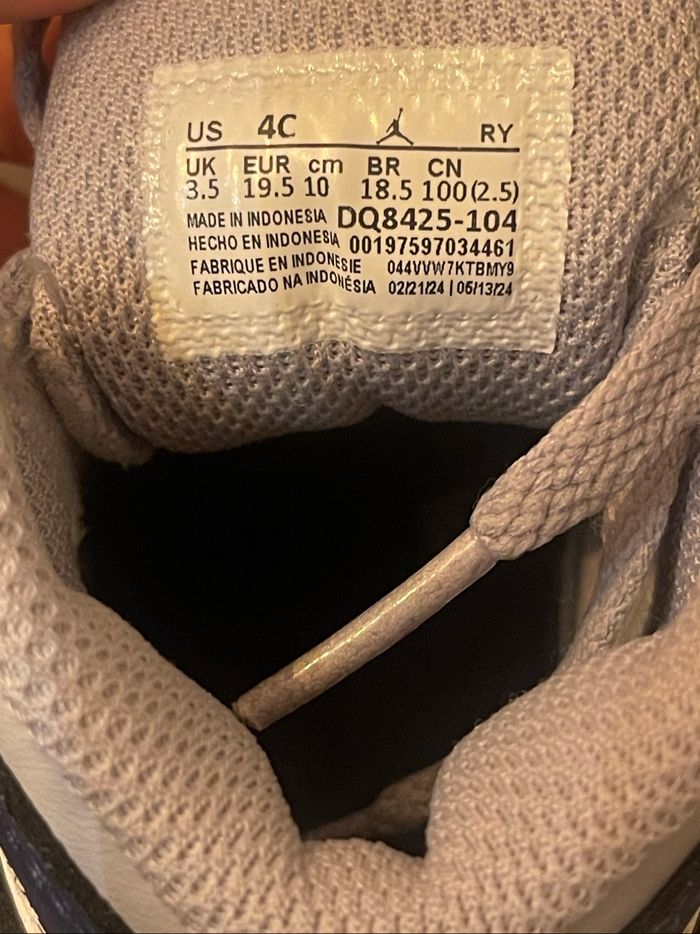 US 4C RY
UK EUR cm BR CN
3.5 19.5 10 18.5 100(2.5)
MADE IN INDONESIA DQ8425-104
HECHO EN INDONESIA 00197597034461
FABRIQUE EN INDONESIE 044VVW7KTBMY9
FABRICADO NA INDONÉSIA 02/21/24 | 05/13/24